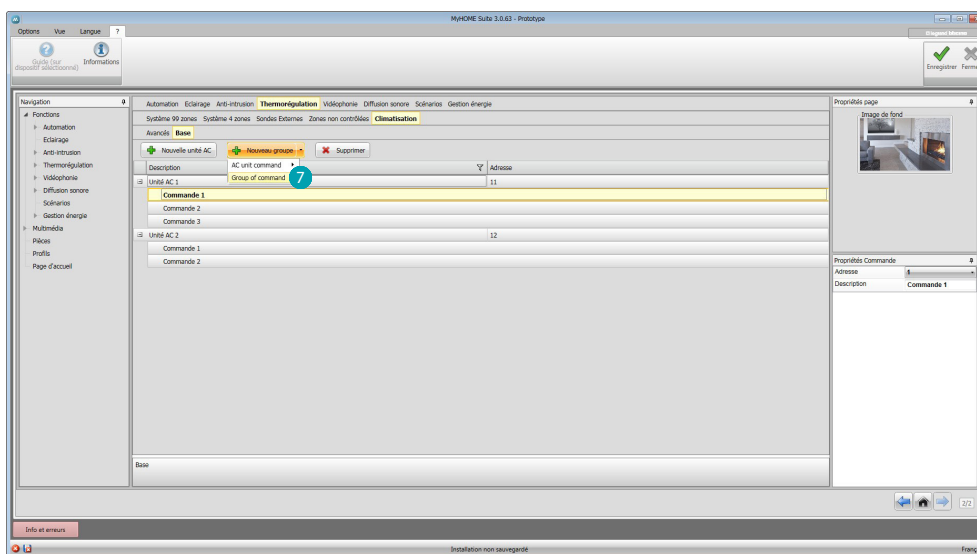 MyHOME Suite 3.0.63 - Prototype
Options Vue Langue ?
Guide (sur dispositif sélectionné)
Informations
Enregistrer
Ferme
Navigation
Fonctions
Automation
Eclairage
Anti-intrusion
Thermorégulation
Vidéophonie
Diffusion sonore
Scénarios
Gestion énergie
Multimédia
Pièces
Profils
Page d'accueil
Automation Eclairage Anti-intrusion Thermorégulation Vidéophonie Diffusion sonore Scénarios Gestion énergie
Système 99 zones Système 4 zones Sondes Externes Zones non contrôlées Climatisation
Avancés Base
Nouvelle unité AC Nouveau groupe Supprimer
AC unit command
Group of command 7
Description Adresse
Unité AC 1 11
Commande 1
Commande 2
Commande 3
Unité AC 2 12
Commande 1
Commande 2
Base
Propriétés page
Image de fond
Propriétés Commande
Adresse 1
Description Commande 1
2/2
Info et erreurs
Installation non sauvegardé
Franç